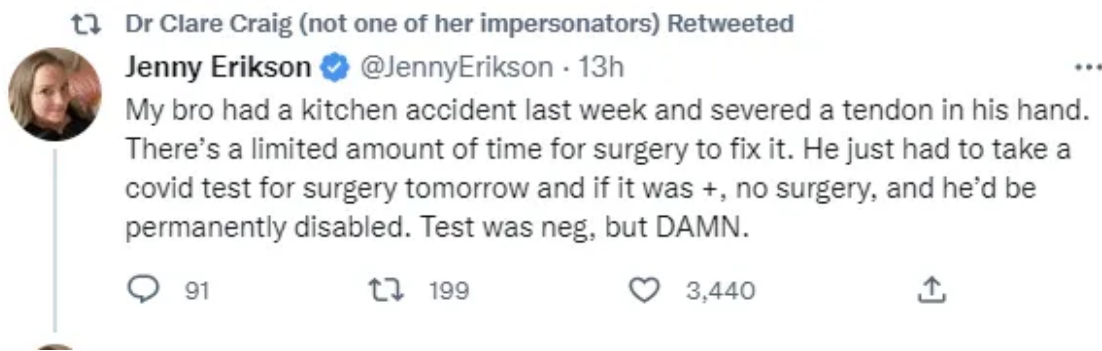 Dr Clare Craig (not one of her impersonators) Retweeted
Jenny Erikson @JennyErikson · 13h
My bro had a kitchen accident last week and severed a tendon in his hand.
There's a limited amount of time for surgery to fix it. He just had to take a
covid test for surgery tomorrow and if it was +, no surgery, and he'd be
permanently disabled. Test was neg, but DAMN.
91 199 3,440